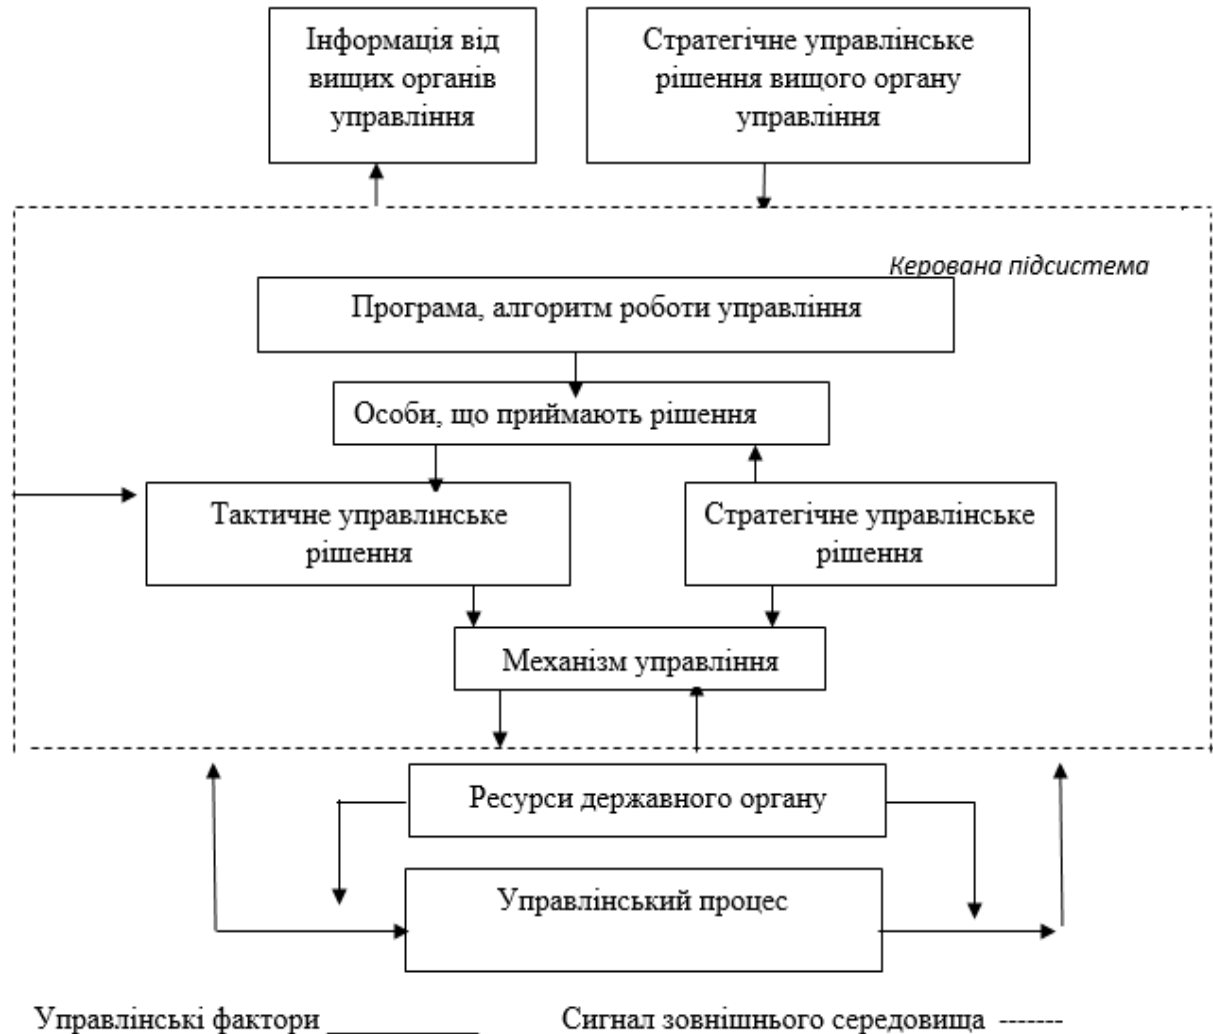 Інформація від
вищих органів
управління
Стратегічне управлінське
рішення вищого органу
управління
Керована підсистема
Програма, алгоритм роботи управління
Особи, що приймають рішення
Тактичне управлінське
рішення
Стратегічне управлінське
рішення
Механізм управління
Ресурси державного органу
Управлінський процес
Управлінські фактори ___________ Сигнал зовнішнього середовища -------